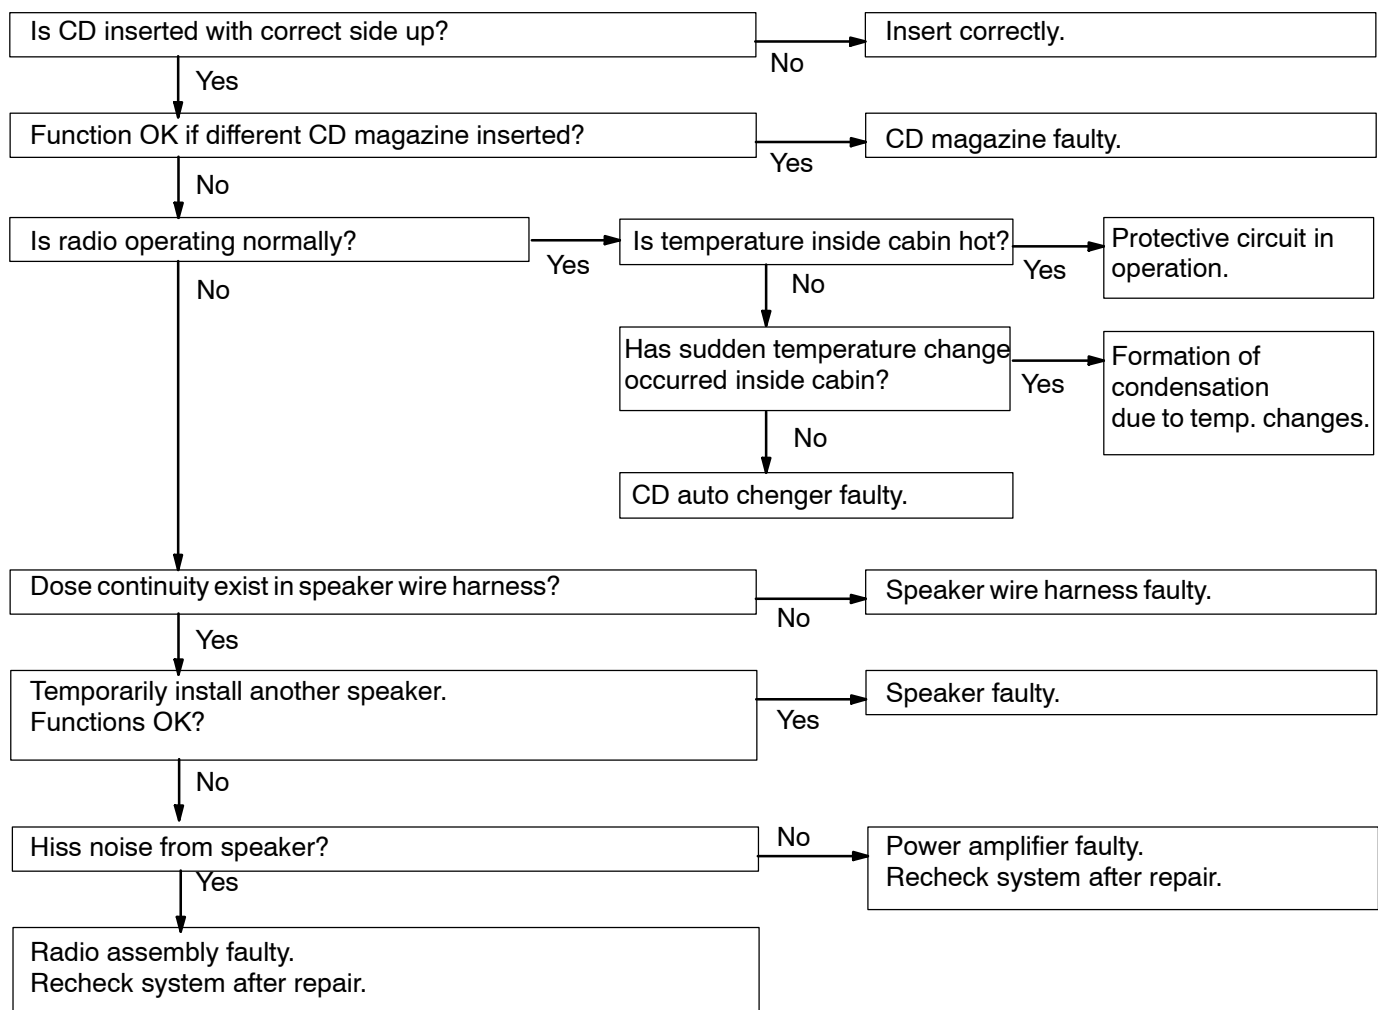 Is CD inserted with correct side up?
No
Insert correctly.
Yes
Function OK if different CD magazine inserted?
Yes
CD magazine faulty.
No
Is radio operating normally?
Yes
Is temperature inside cabin hot?
Yes
Protective circuit in
operation.
No
No
Has sudden temperature change
occurred inside cabin?
Yes
Formation of
condensation
due to temp. changes.
No
CD auto chenger faulty.
Dose continuity exist in speaker wire harness?
No
Speaker wire harness faulty.
Yes
Temporarily install another speaker.
Functions OK?
Yes
Speaker faulty.
No
Hiss noise from speaker?
No
Power amplifier faulty.
Recheck system after repair.
Yes
Radio assembly faulty.
Recheck system after repair.